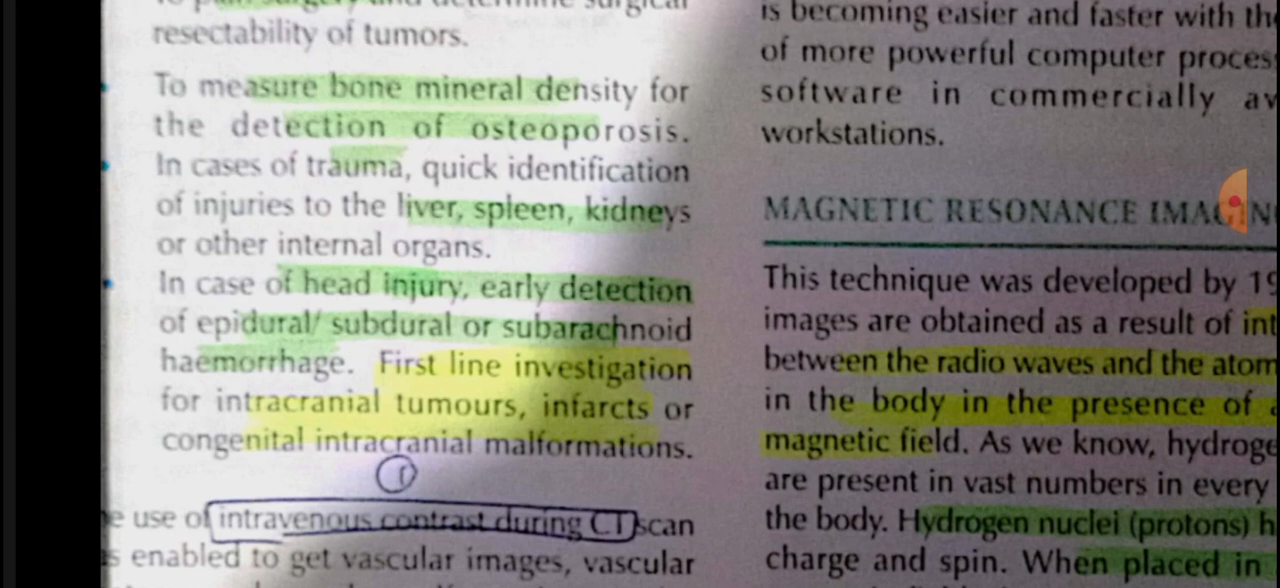 resectability of tumors.
To measure bone mineral density for
the detection of osteoporosis.
In cases of trauma, quick identification
of injuries to the liver, spleen, kidneys
or other internal organs.
In case of head injury, early detection
of epidural/ subdural or subarachnoid
haemorrhage. First line investigation
for intracranial tumours, infarcts or
congenital intracranial malformations.
use of intravenous contrast during CT scan
enabled to get vascular images, vascular
is becoming easier and faster with
of more powerful computer
software in commercially
workstations.
MAGNETIC RESONANCE
This technique was developed by
images are obtained as a result of
between the radio waves and the
in the body in the presence of
magnetic field. As we know,
are present in vast numbers in every
the body. Hydrogen nuclei (protons)
charge and spin. When placed in